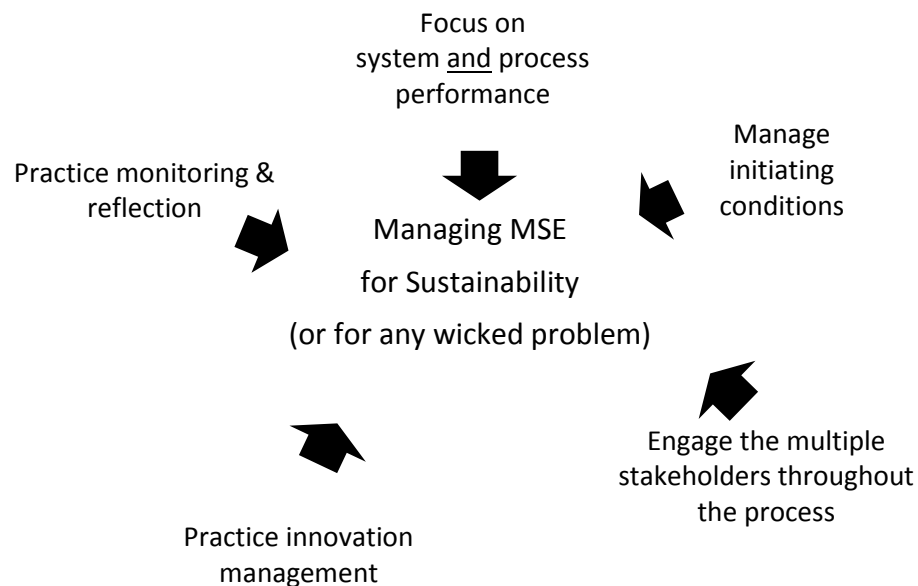 Focus on
system and process
performance
Manage
initiating
conditions
Practice monitoring &
reflection
Managing MSE
for Sustainability
(or for any wicked problem)
Engage the multiple
stakeholders throughout
the process
Practice innovation
management